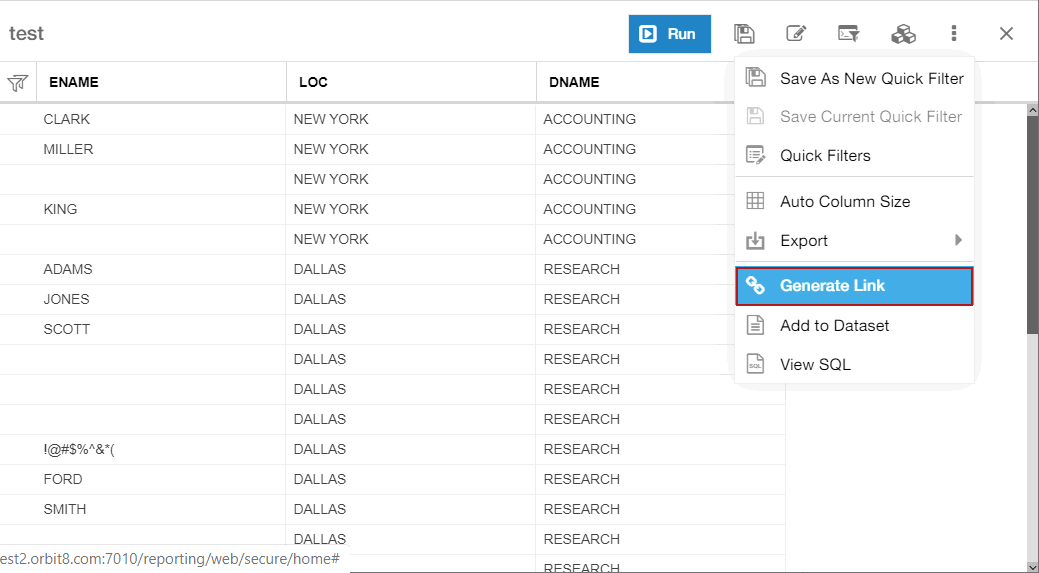 test
Run
ENAME LOC DNAME
Save As New Quick Filter
Save Current Quick Filter
Quick Filters
Auto Column Size
Export
Generate Link
Add to Dataset
SQL View SQL
CLARK NEW YORK ACCOUNTING
MILLER NEW YORK ACCOUNTING
NEW YORK ACCOUNTING
KING NEW YORK ACCOUNTING
NEW YORK ACCOUNTING
ADAMS DALLAS RESEARCH
JONES DALLAS RESEARCH
SCOTT DALLAS RESEARCH
DALLAS RESEARCH
DALLAS RESEARCH
DALLAS RESEARCH
!@#$%^&*( DALLAS RESEARCH
FORD DALLAS RESEARCH
SMITH DALLAS RESEARCH
DALLAS RESEARCH
RESEARCH
est2.orbit8.com:7010/reporting/web/secure/home#